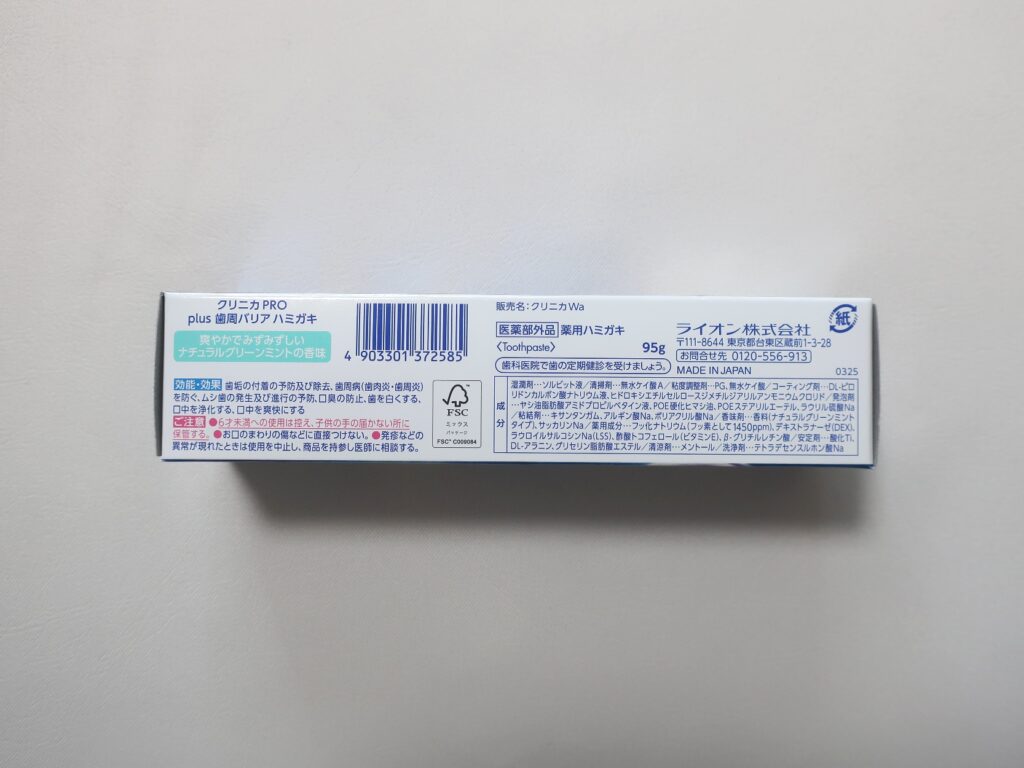 クリニカ PRO
plus 歯周バリア ハミガキ
爽やかでみずみずしい
ナチュラルグリーンミントの香味
4 903301 372585
販売名：クリニカWa
医薬部外品 薬用ハミガキ
〈Toothpaste〉 95g
歯科医院で歯の定期健診を受けましょう。
ライオン株式会社
〒111-8644 東京都台東区蔵前1-3-28
お問合せ先 0120-556-913
MADE IN JAPAN
0325
紙
効能・効果 歯垢の付着の予防及び除去、歯周病(歯肉炎・歯周炎)
を防ぐ、ムシ歯の発生及び進行の予防、口臭の防止、歯を白くする、
口中を浄化する、口中を爽快にする
ご注意 ●6才未満への使用は控え、子供の手の届かない所に
保管する。●お口のまわりの傷などに直接つけない。●発疹などの
異常が現れたときは使用を中止し、商品を持参し医師に相談する。
FSC
ミックス
パッケージ
FSC® C009084
成分
湿潤剤…ソルビット液／清掃剤…無水ケイ酸A／粘度調整剤…PG、無水ケイ酸／コーティング剤…DL-ピロ
リドンカルボン酸ナトリウム液、ヒドロキシエチルセルロースジメチルジアリルアンモニウムクロリド／発泡剤
…ヤシ油脂肪酸アミドプロピルベタイン液、POE硬化ヒマシ油、POEステアリルエーテル、ラウリル硫酸Na
／粘結剤…キサンタンガム、アルギン酸Na、ポリアクリル酸Na／香味剤…香料(ナチュラルグリーンミント
タイプ)、サッカリンNa／薬用成分…フッ化ナトリウム(フッ素として1450ppm)、デキストラナーゼ(DEX)、
ラウロイルサルコシンNa(LSS)、酢酸トコフェロール(ビタミンE)、β-グリチルレチン酸／安定剤…酸化Ti、
DL-アラニン、グリセリン脂肪酸エステル／清涼剤…メントール／洗浄剤…テトラデセンスルホン酸Na